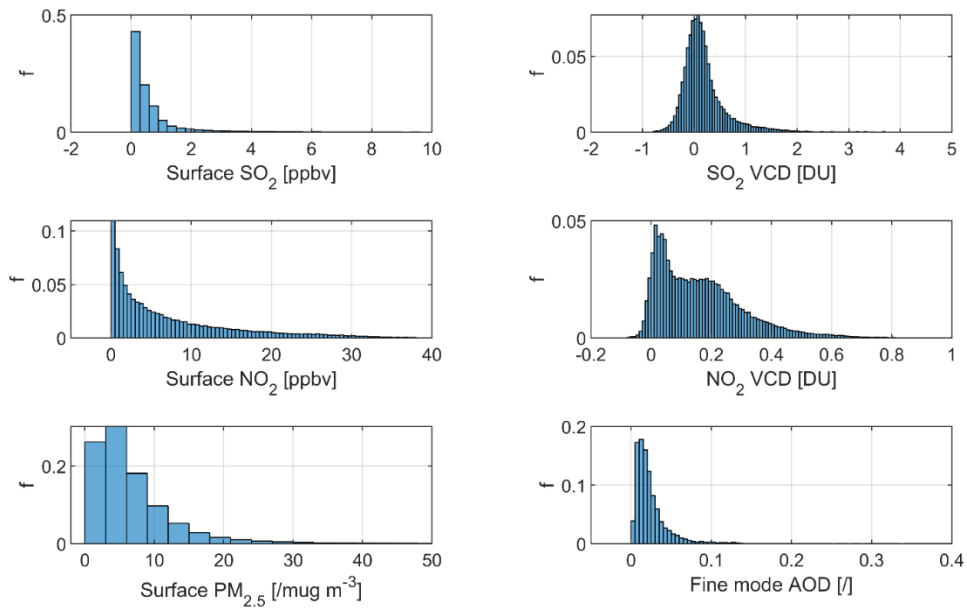 0.5
f
0
-2 0 2 4 6 8 10
Surface SO2 [ppbv]
0.05
f
0
-2 -1 0 1 2 3 4 5
SO2 VCD [DU]
0.1
0.05
f
0
0 10 20 30 40
Surface NO2 [ppbv]
0.05
f
0
-0.2 0 0.2 0.4 0.6 0.8 1
NO2 VCD [DU]
0.2
f
0
0 10 20 30 40 50
Surface PM2.5 [/mug m-3]
0.2
0.1
f
0
0 0.1 0.2 0.3 0.4
Fine mode AOD [/]